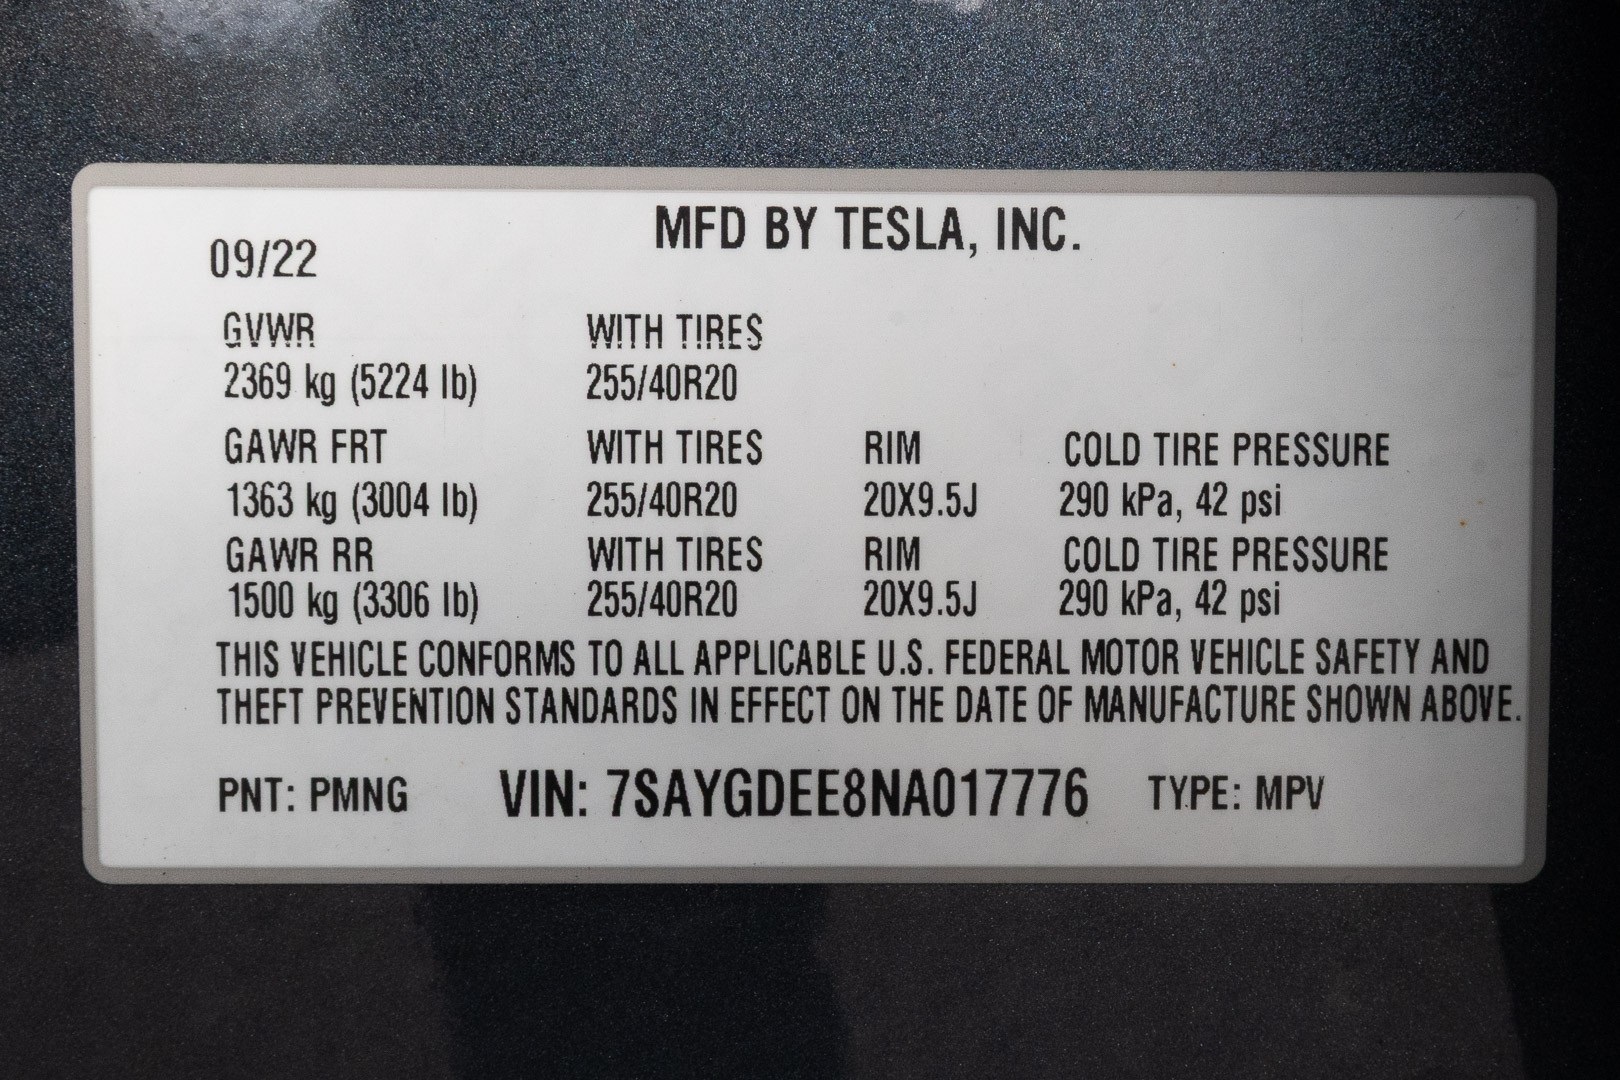 MFD BY TESLA, INC.
09/22
GVWR WITH TIRES
2369 kg (5224 lb) 255/40R20
GAWR FRT WITH TIRES RIM COLD TIRE PRESSURE
1363 kg (3004 lb) 255/40R20 20X9.5J 290 kPa, 42 psi
GAWR RR WITH TIRES RIM COLD TIRE PRESSURE
1500 kg (3306 lb) 255/40R20 20X9.5J 290 kPa, 42 psi
THIS VEHICLE CONFORMS TO ALL APPLICABLE U.S. FEDERAL MOTOR VEHICLE SAFETY AND
THEFT PREVENTION STANDARDS IN EFFECT ON THE DATE OF MANUFACTURE SHOWN ABOVE.
PNT: PMNG VIN: 7SAYGDEE8NA017776 TYPE: MPV